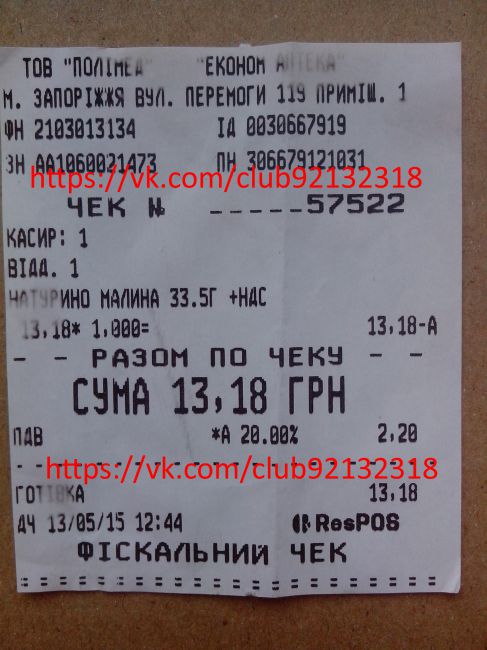 ТОВ "ПОЛІМЕД" "ЕКОНОМ АПТЕКА"
М. ЗАПОРІЖЖЯ ВУЛ. ПЕРЕМОГИ 119 ПРИМІЩ. 1
ФН 2103013134 ІД 0030667919
ЗН АА1060021473 ПН 306679121031
https://vk.com/club92132318
ЧЕК № _____57522
КАСИР: 1
ВІДД. 1
НАТУРИНО МАЛИНА 33.5Г +НДС
13,18* 1,000= 13,18-А
- - РАЗОМ ПО ЧЕКУ - -
СУМА 13,18 ГРН
ПДВ *А 20.00% 2,20
https://vk.com/club92132318
ГОТІВКА 13,18
ДЧ 13/05/15 12:44 ResPOS
ФІСКАЛЬНИЙ ЧЕК